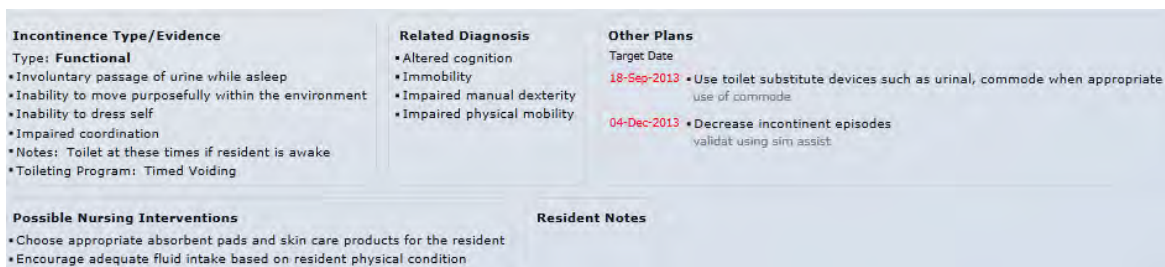 Incontinence Type/Evidence
Type: Functional
▪Involuntary passage of urine while asleep
▪Inability to move purposefully within the environment
▪Inability to dress self
▪Impaired coordination
▪Notes: Toilet at these times if resident is awake
▪Toileting Program: Timed Voiding
Related Diagnosis
▪Altered cognition
▪Immobility
▪Impaired manual dexterity
▪Impaired physical mobility
Other Plans
Target Date
18-Sep-2013 ▪Use toilet substitute devices such as urinal, commode when appropriate
use of commode
04-Dec-2013 ▪Decrease incontinent episodes
validat using sim assist
Possible Nursing Interventions
▪Choose appropriate absorbent pads and skin care products for the resident
▪Encourage adequate fluid intake based on resident physical condition
Resident Notes